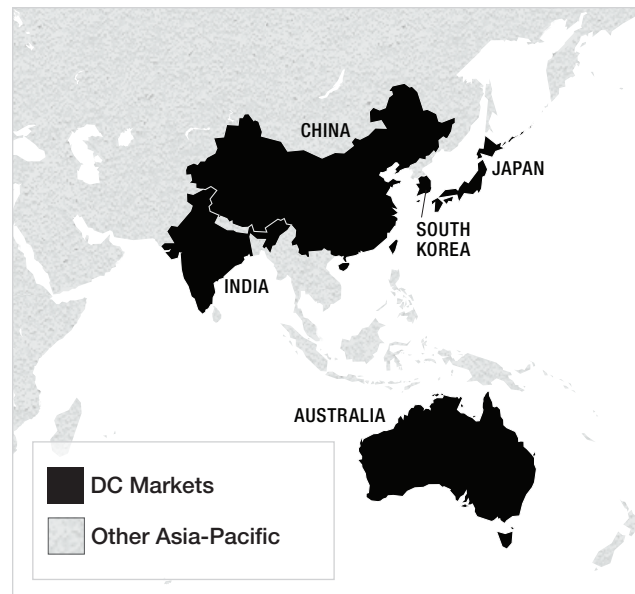 CHINA
JAPAN
SOUTH
KOREA
INDIA
AUSTRALIA
DC Markets
Other Asia-Pacific